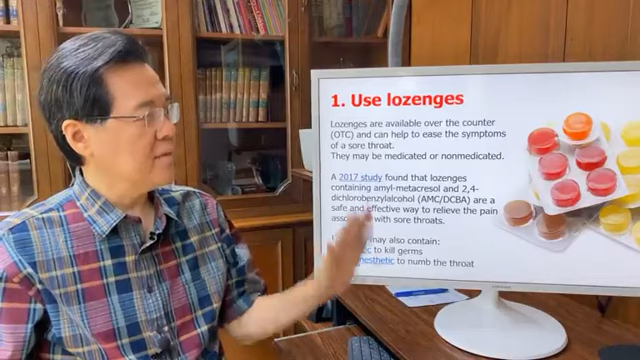 1. Use lozenges
Lozenges are available over the counter
(OTC) and can help to ease the symptoms
of a sore throat.
They may be medicated or nonmedicated.
A 2017 study found that lozenges
containing amyl-metacresol and 2,4-
dichlorobenzylalcohol (AMC/DCBA) are a
safe and effective way to relieve the pain
with sore throats.
may also contain:
to kill germs
to numb the throat